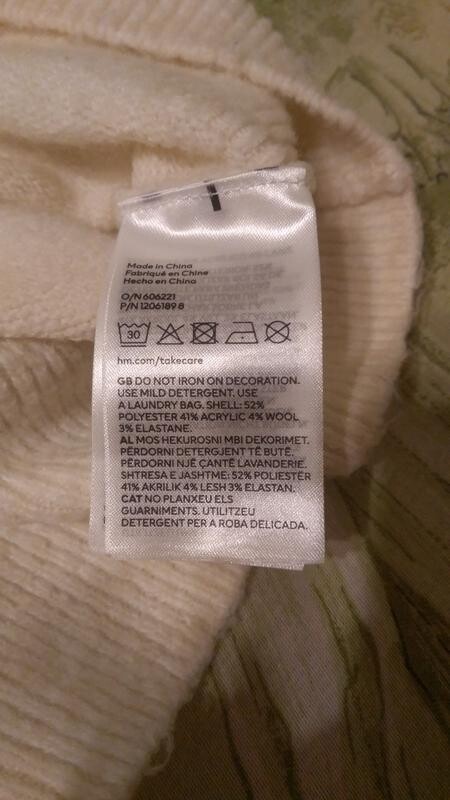 Made in China
Fabriqué en Chine
Hecho en China
O/N 606221
P/N 1206189 8
30
hm.com/takecare
GB DO NOT IRON ON DECORATION.
USE MILD DETERGENT. USE
A LAUNDRY BAG. SHELL: 52%
POLYESTER 41% ACRYLIC 4% WOOL
3% ELASTANE.
AL MOS HEKUROSNI MBI DEKORIMET.
PËRDORNI DETERGJENT TË BUTË.
PËRDORNI NJË ÇANTË LAVANDERIE.
SHTRESA E JASHTME: 52% POLIESTËR
41% AKRILIK 4% LESH 3% ELASTAN.
CAT NO PLANXEU ELS
GUARNIMENTS. UTILITZEU
DETERGENT PER A ROBA DELICADA.